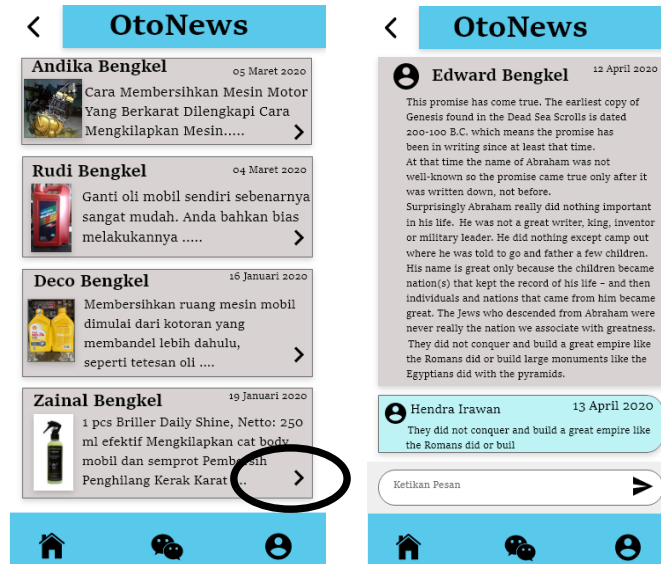 OtoNews
Andika Bengkel
05 Maret 2020
Cara Membersihkan Mesin Motor
Yang Berkarat Dilengkapi Cara
Mengkilapkan Mesin.....
Rudi Bengkel
04 Maret 2020
Ganti oli mobil sendiri sebenarnya
sangat mudah. Anda bahkan bias
melakukannya .....
Deco Bengkel
16 Januari 2020
Membersihkan ruang mesin mobil
dimulai dari kotoran yang
membandel lebih dahulu,
seperti tetesan oli ....
Zainal Bengkel
19 Januari 2020
1 pcs Briller Daily Shine, Netto: 250
ml efektif Mengkilapkan cat body
mobil dan semprot Pembersih
Penghilang Kerak Karat
OtoNews
Edward Bengkel
12 April 2020
This promise has come true. The earliest copy of
Genesis found in the Dead Sea Scrolls is dated
200-100 B.C. which means the promise has
been in writing since at least that time.
At that time the name of Abraham was not
well-known so the promise came true only after it
was written down, not before.
Surprisingly Abraham really did nothing important
in his life. He was not a great writer, king, inventor
or military leader. He did nothing except camp out
where he was told to go and father a few children.
His name is great only because the children became
nation(s) that kept the record of his life – and then
individuals and nations that came from him became
great. The Jews who descended from Abraham were
never really the nation we associate with greatness.
They did not conquer and build a great empire like
the Romans did or build large monuments like the
Egyptians did with the pyramids.
Hendra Irawan
13 April 2020
They did not conquer and build a great empire like
the Romans did or buil
Ketikan Pesan